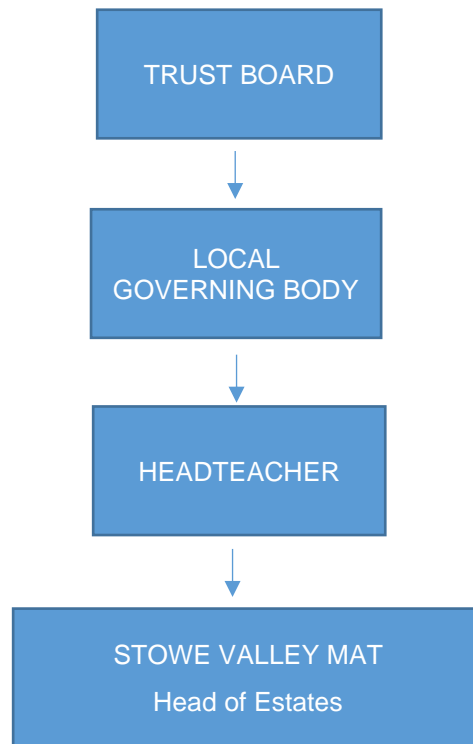 TRUST BOARD
LOCAL
GOVERNING BODY
HEADTEACHER
STOWE VALLEY MAT
Head of Estates